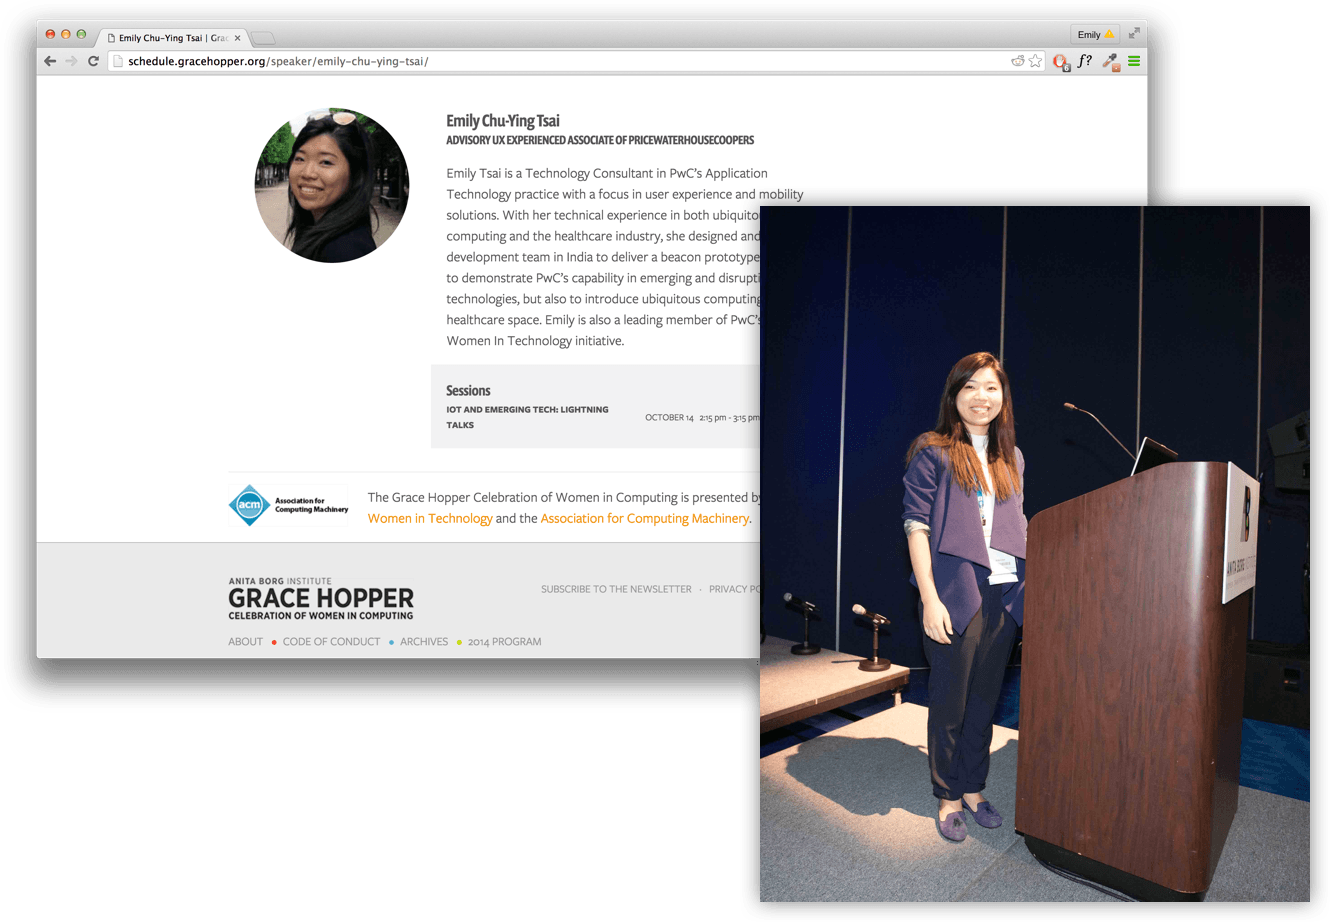 Emily Chu-Ying Tsai | Grac
Emily
schedule.gracehopper.org/speaker/emily-chu-ying-tsai/
6
f?
Emily Chu-Ying Tsai
ADVISORY UX EXPERIENCED ASSOCIATE OF PRICEWATERHOUSECOOPERS
Emily Tsai is a Technology Consultant in PwC's Application
Technology practice with a focus in user experience and mobility
solutions. With her technical experience in both ubiquito
computing and the healthcare industry, she designed and
development team in India to deliver a beacon prototype
to demonstrate PwC's capability in emerging and disrupti
technologies, but also to introduce ubiquitous computing
healthcare space. Emily is also a leading member of PwC's
Women In Technology initiative.
Sessions
IOT AND EMERGING TECH: LIGHTNING
TALKS
OCTOBER 14 2:15 pm - 3:15 pm
acm
Association for
Computing Machinery
The Grace Hopper Celebration of Women in Computing is presented by
Women in Technology and the Association for Computing Machinery.
ANITA BORG INSTITUTE
GRACE HOPPER
CELEBRATION OF WOMEN IN COMPUTING
SUBSCRIBE TO THE NEWSLETTER - PRIVACY PO
ABOUT • CODE OF CONDUCT • ARCHIVES • 2014 PROGRAM
ANITA BORG